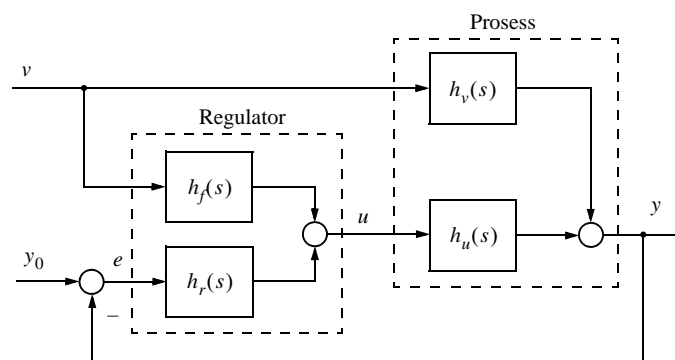 Prosess
v
h_v(s)
Regulator
h_f(s)
u
h_u(s)
y
y_0
e
h_r(s)
−